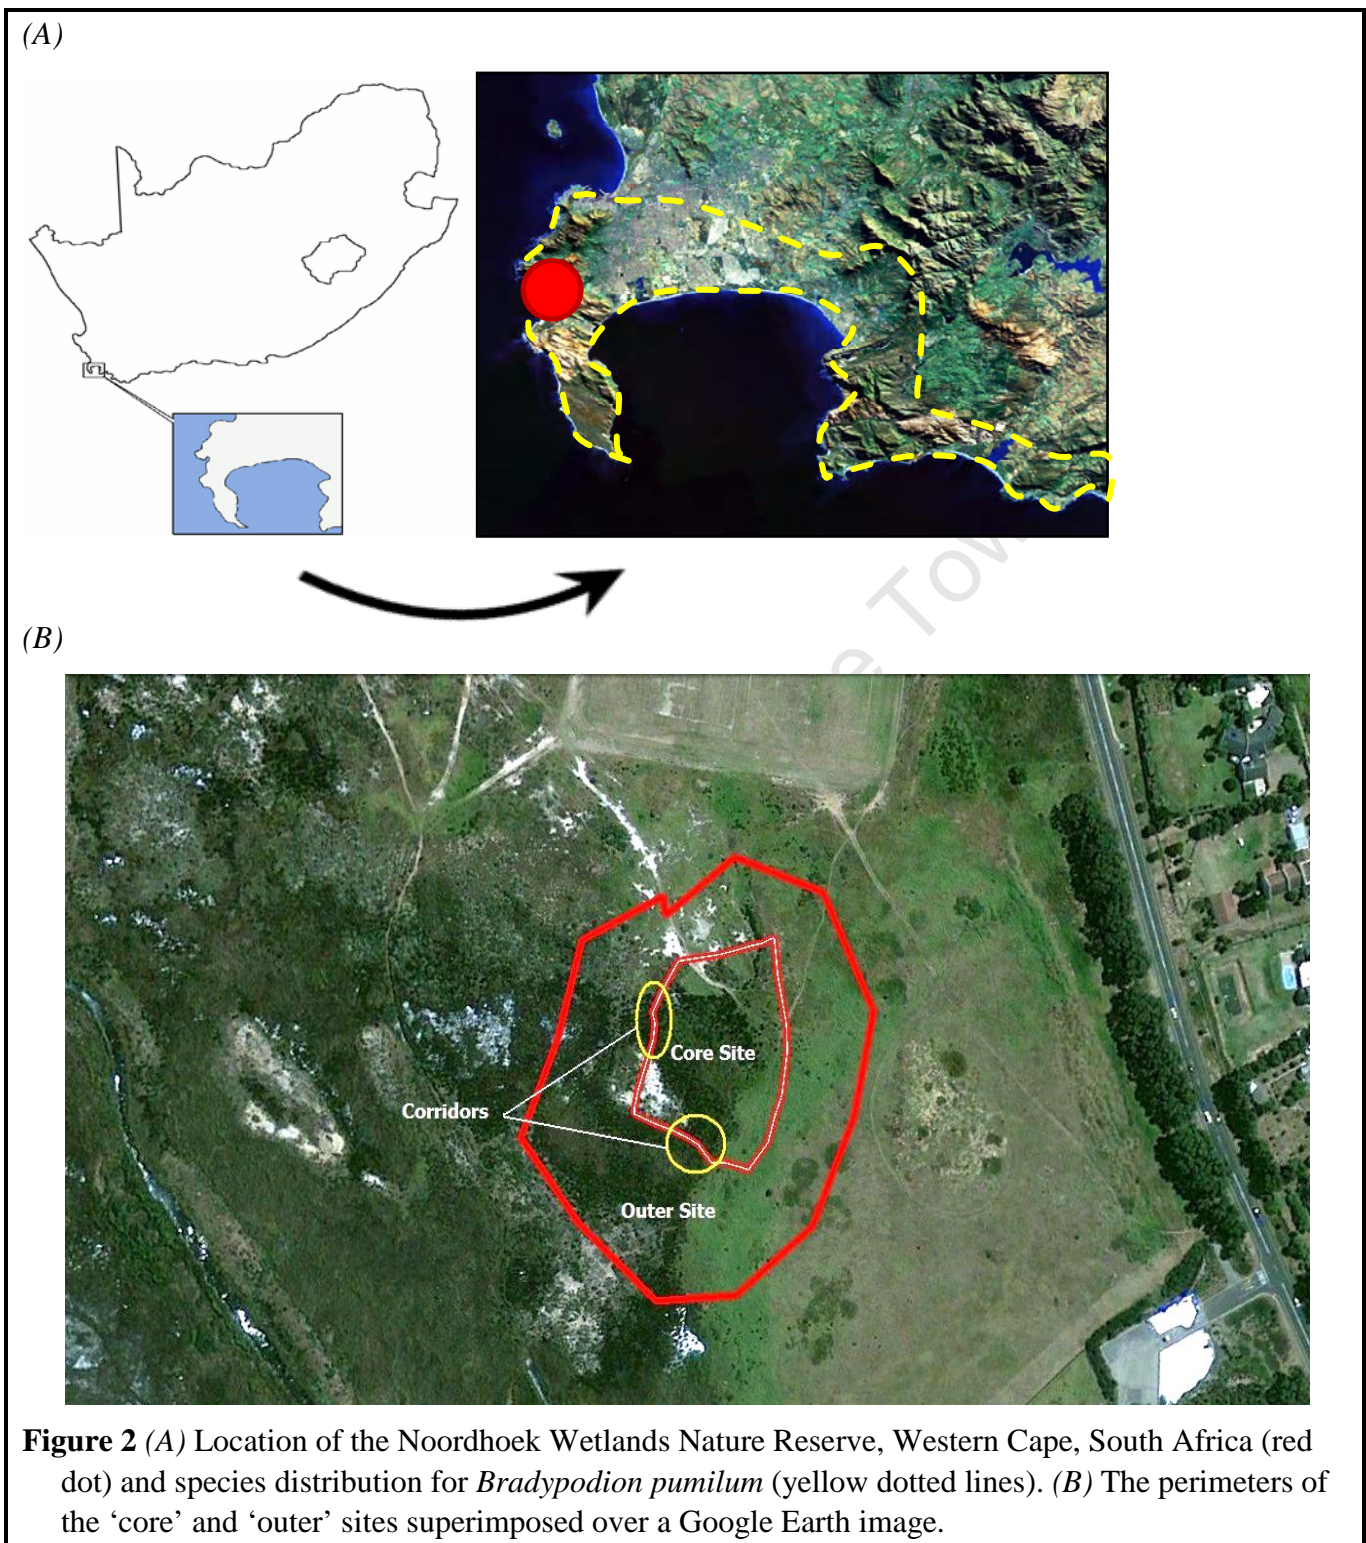 (A)
e Tow
(B)
Core Site
Corridors
Outer Site
Figure 2 (A) Location of the Noordhoek Wetlands Nature Reserve, Western Cape, South Africa (red
dot) and species distribution for Bradypodion pumilum (yellow dotted lines). (B) The perimeters of
the ‘core’ and ‘outer’ sites superimposed over a Google Earth image.